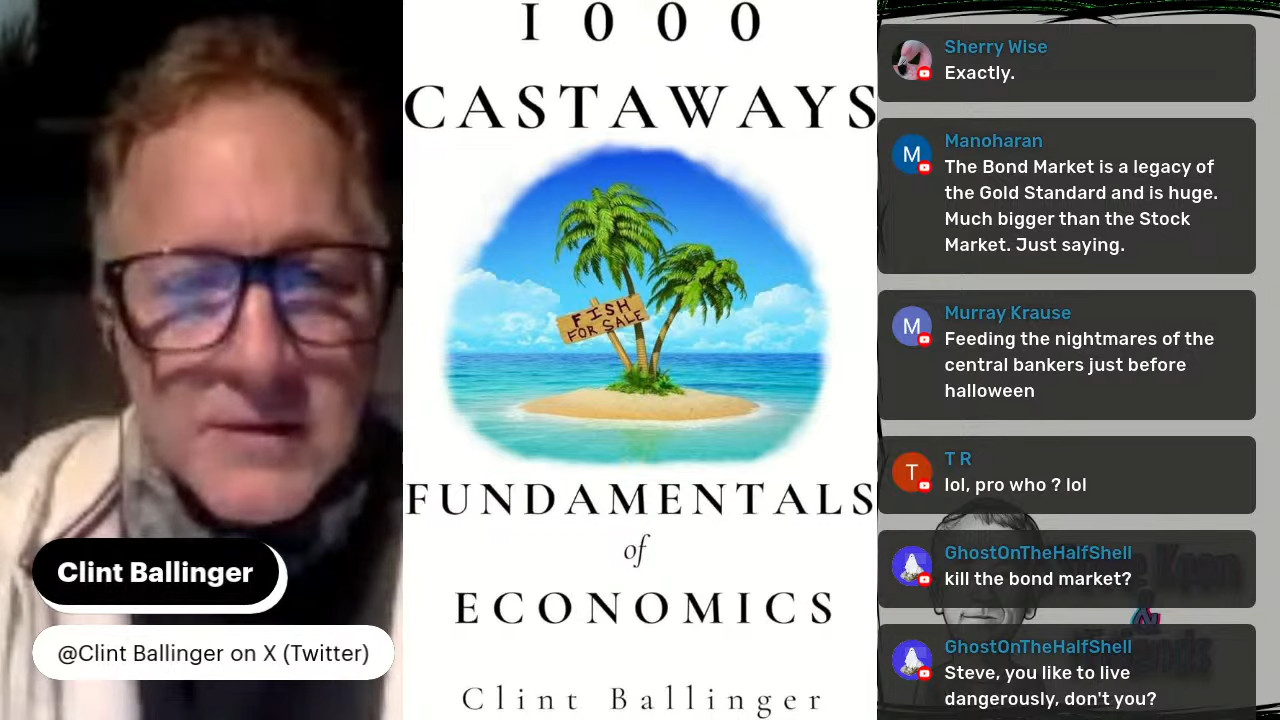 Clint Ballinger
@Clint Ballinger on X (Twitter)
1000
CASTAWAYS
FISH
FOR SALE
FUNDAMENTALS
of
ECONOMICS
Clint Ballinger
Sherry Wise
Exactly.
M
Manoharan
The Bond Market is a legacy of
the Gold Standard and is huge.
Much bigger than the Stock
Market. Just saying.
M
Murray Krause
Feeding the nightmares of the
central bankers just before
halloween
T
T R
lol, pro who ? lol
GhostOnTheHalfShell
kill the bond market?
GhostOnTheHalfShell
Steve, you like to live
dangerously, don't you?